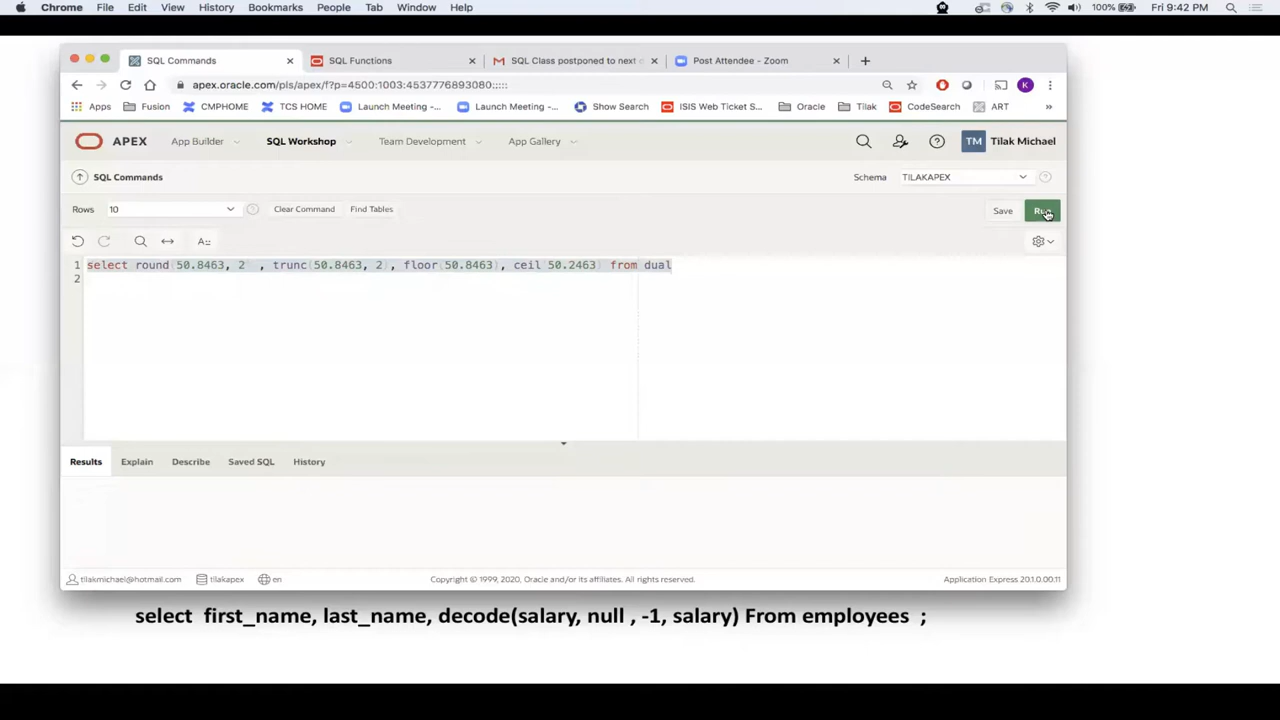 Chrome File Edit View History Bookmarks People Tab Window Help 100% Fri 9:42 PM
SQL Commands SQL Functions SQL Class postponed to next d Post Attendee - Zoom
apex.oracle.com/pls/apex/f?p=4500:1003:4537776893080:::::
Apps Fusion CMPHOME TCS HOME Launch Meeting -... Launch Meeting -... Show Search ISIS Web Ticket S... Oracle Tilak CodeSearch ART »
APEX App Builder SQL Workshop Team Development App Gallery TM Tilak Michael
SQL Commands Schema TILAKAPEX
Rows 10 Clear Command Find Tables Save Run
A::
1 select round(50.8463, 2 , trunc(50.8463, 2), floor(50.8463), ceil 50.2463) from dual
2
Results Explain Describe Saved SQL History
tilakmichael@hotmail.com tilakapex en Copyright © 1999, 2020, Oracle and/or its affiliates. All rights reserved. Application Express 20.1.0.00.11
select first_name, last_name, decode(salary, null , -1, salary) From employees ;